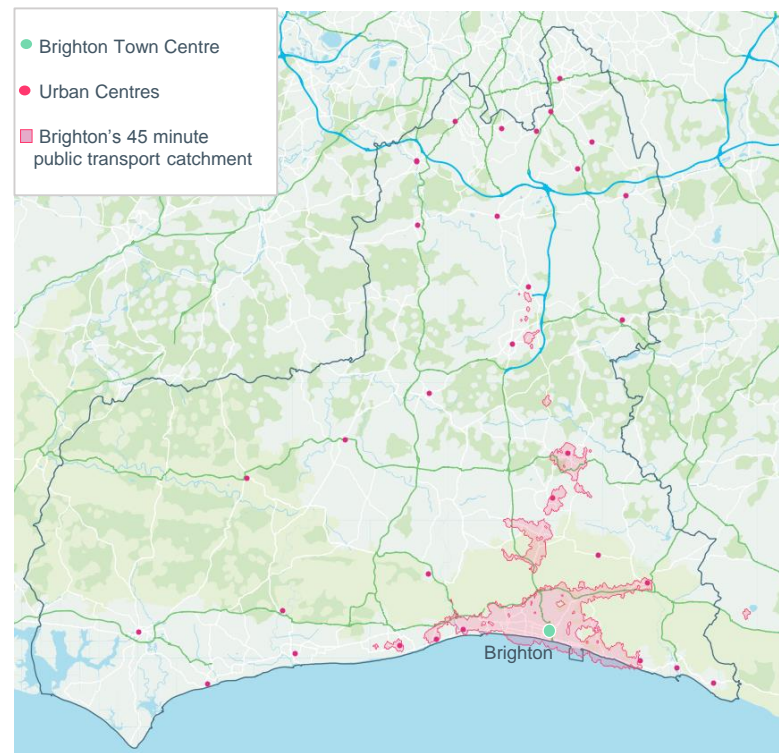 Brighton Town Centre
Urban Centres
Brighton's 45 minute
public transport catchment
Brighton